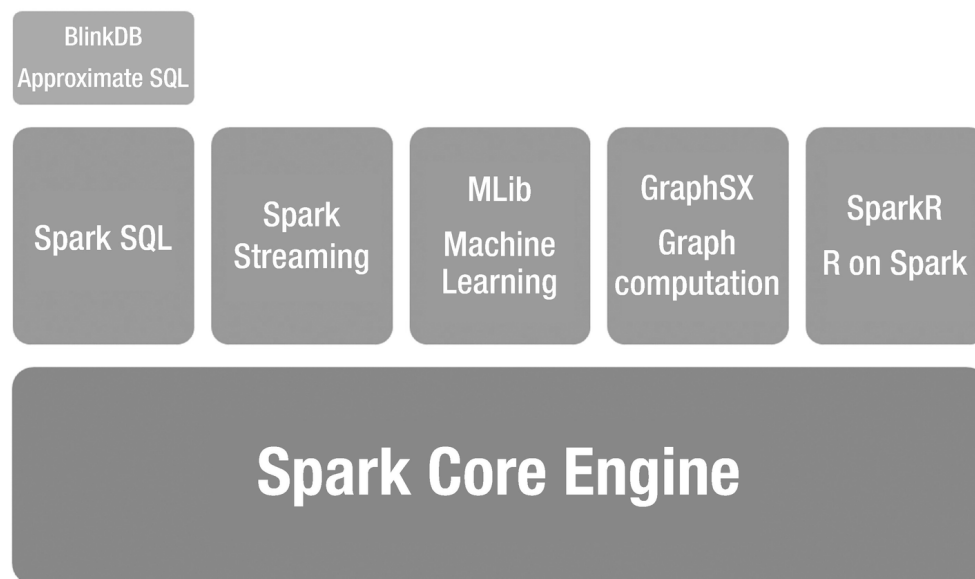 BlinkDB
Approximate SQL
Spark SQL
Spark
Streaming
MLib
Machine
Learning
GraphSX
Graph
computation
SparkR
R on Spark
Spark Core Engine